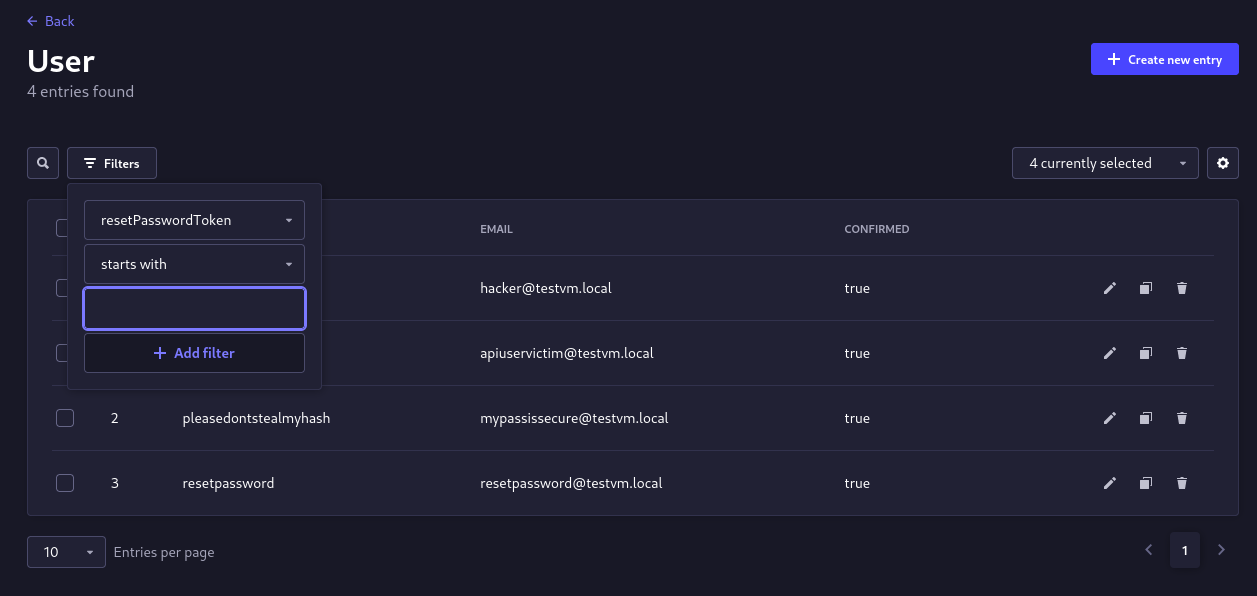 Back
User
Create new entry
4 entries found
Filters
4 currently selected
resetPasswordToken
starts with
Add filter
EMAIL
CONFIRMED
hacker@testvm.local
true
apiuservictim@testvm.local
true
2
pleasedontstealmyhash
mypassissecure@testvm.local
true
3
resetpassword
resetpassword@testvm.local
true
10
Entries per page
1